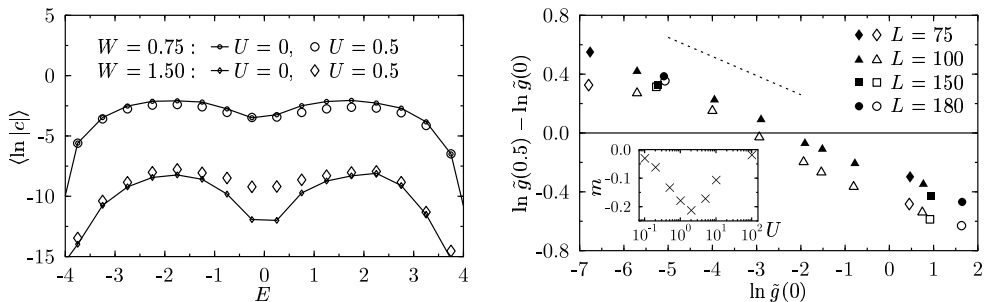 5
0
-5
-10
-15
⟨ln |c|⟩
W = 0.75 : U = 0, U = 0.5
W = 1.50 : U = 0, U = 0.5
-4 -3 -2 -1 0 1 2 3 4
E
0.8
0.4
0.0
-0.4
-0.8
ln g̃(0.5) − ln g̃(0)
L = 75
L = 100
L = 150
L = 180
0.0
-0.1
-0.2
m
10⁻¹ 10⁰ 10¹ 10² U
-7 -6 -5 -4 -3 -2 -1 0 1 2
ln g̃(0)